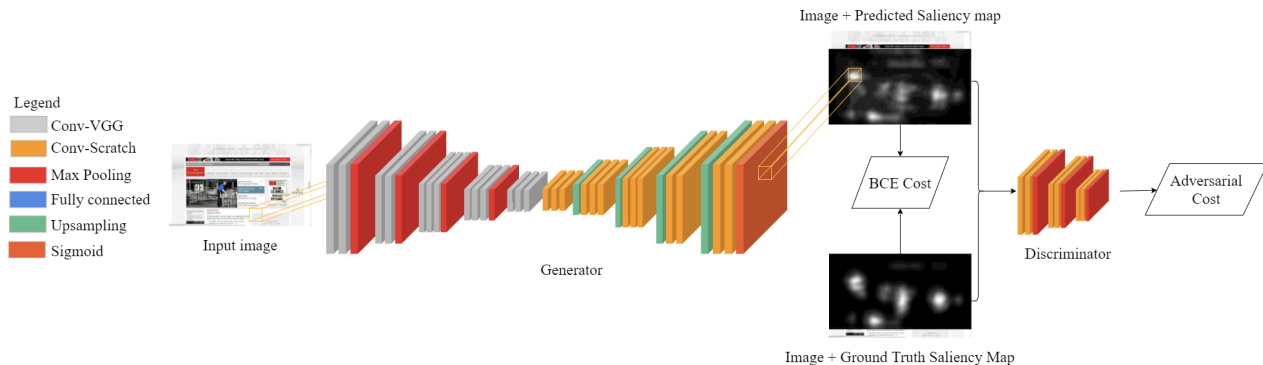 Image + Predicted Saliency map
Legend
Conv-VGG
Conv-Scratch
Max Pooling
Fully connected
Upsampling
Sigmoid
Input image
Generator
BCE Cost
Discriminator
Adversarial
Cost
Image + Ground Truth Saliency Map